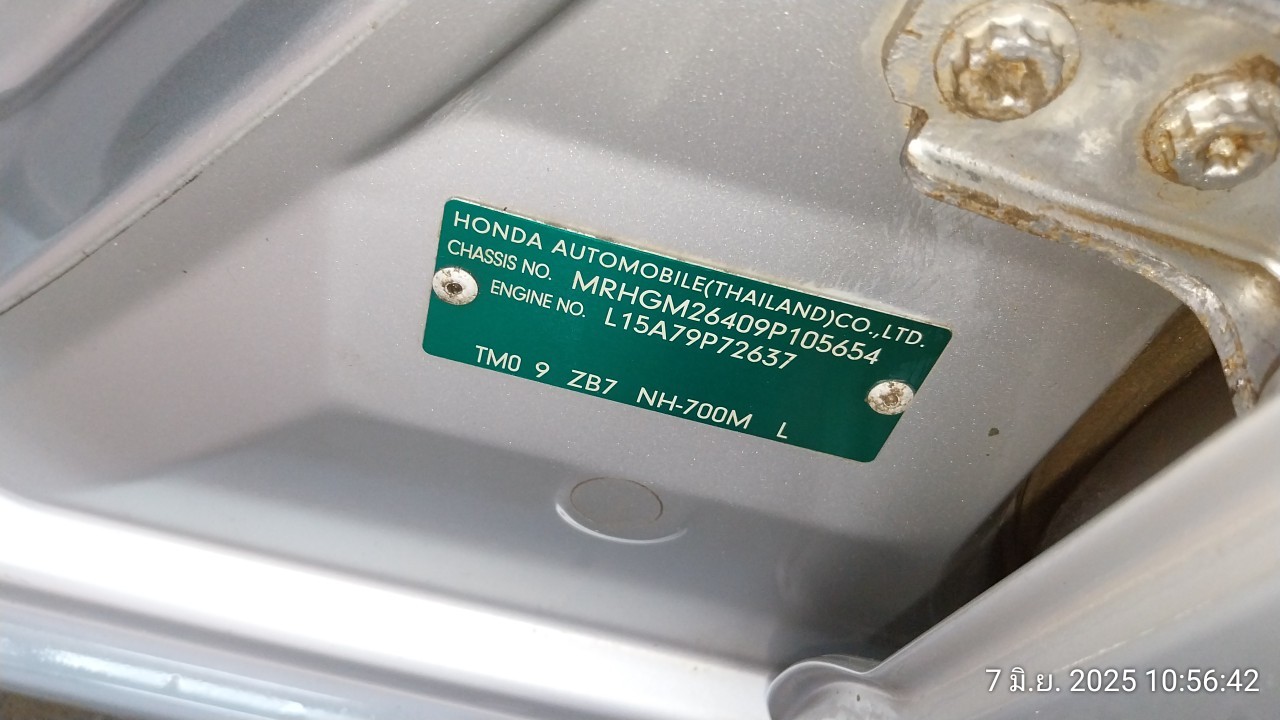 HONDA AUTOMOBILE(THAILAND)CO.,LTD.
CHASSIS NO. MRHGM26409P105654
ENGINE NO. L15A79P72637
TM0 9 ZB7 NH-700M L
7 มิ.ย. 2025 10:56:42